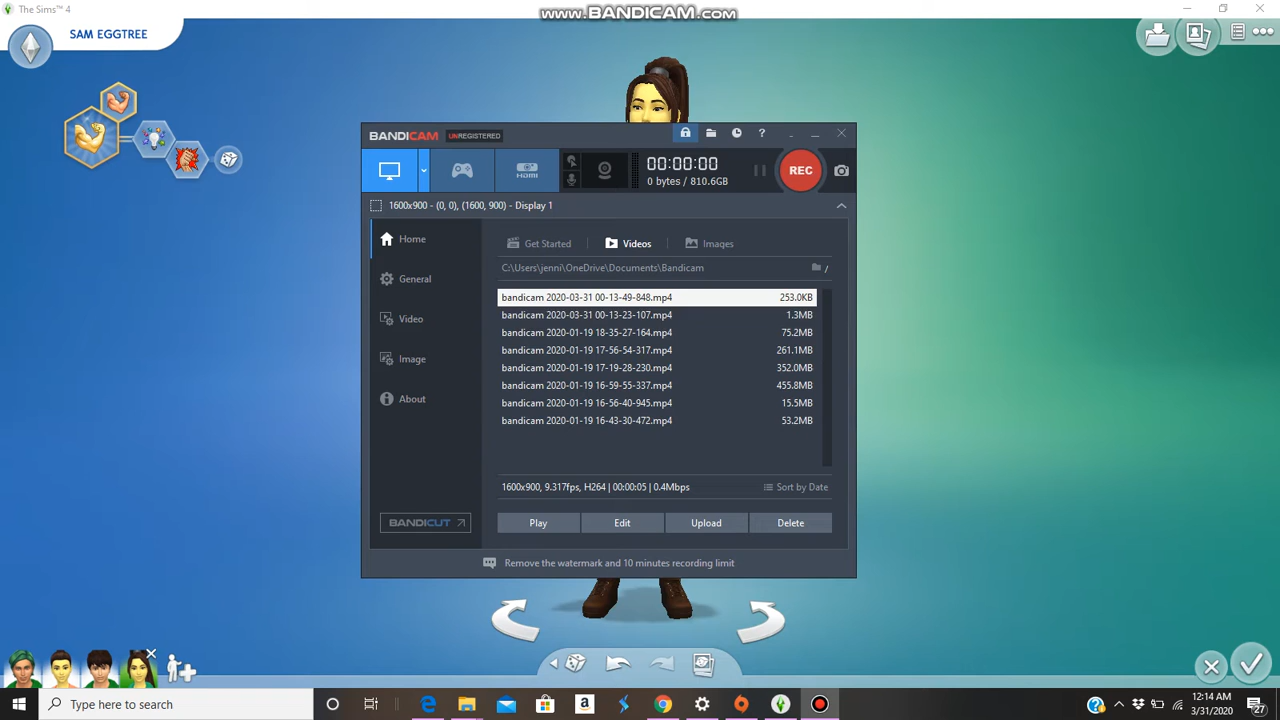 The Sims™ 4
www.BANDICAM.com
SAM EGGTREE
BANDICAM UNREGISTERED
HDMI
00:00:00
0 bytes / 810.6GB
REC
1600x900 - (0, 0), (1600, 900) - Display 1
Home
General
Video
Image
About
BANDICUT
Get Started
Videos
Images
C:\Users\jenni\OneDrive\Documents\Bandicam
/
bandicam 2020-03-31 00-13-49-848.mp4 253.0KB
bandicam 2020-03-31 00-13-23-107.mp4 1.3MB
bandicam 2020-01-19 18-35-27-164.mp4 75.2MB
bandicam 2020-01-19 17-56-54-317.mp4 261.1MB
bandicam 2020-01-19 17-19-28-230.mp4 352.0MB
bandicam 2020-01-19 16-59-55-337.mp4 455.8MB
bandicam 2020-01-19 16-56-40-945.mp4 15.5MB
bandicam 2020-01-19 16-43-30-472.mp4 53.2MB
1600x900, 9.317fps, H264 | 00:00:05 | 0.4Mbps
Sort by Date
Play
Edit
Upload
Delete
Remove the watermark and 10 minutes recording limit
Type here to search
12:14 AM
3/31/2020
27